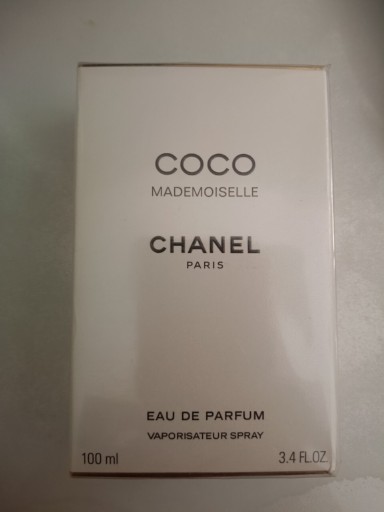 COCO
MADEMOISELLE
CHANEL
PARIS
EAU DE PARFUM
VAPORISATEUR SPRAY
100 ml 3.4 FL.OZ.